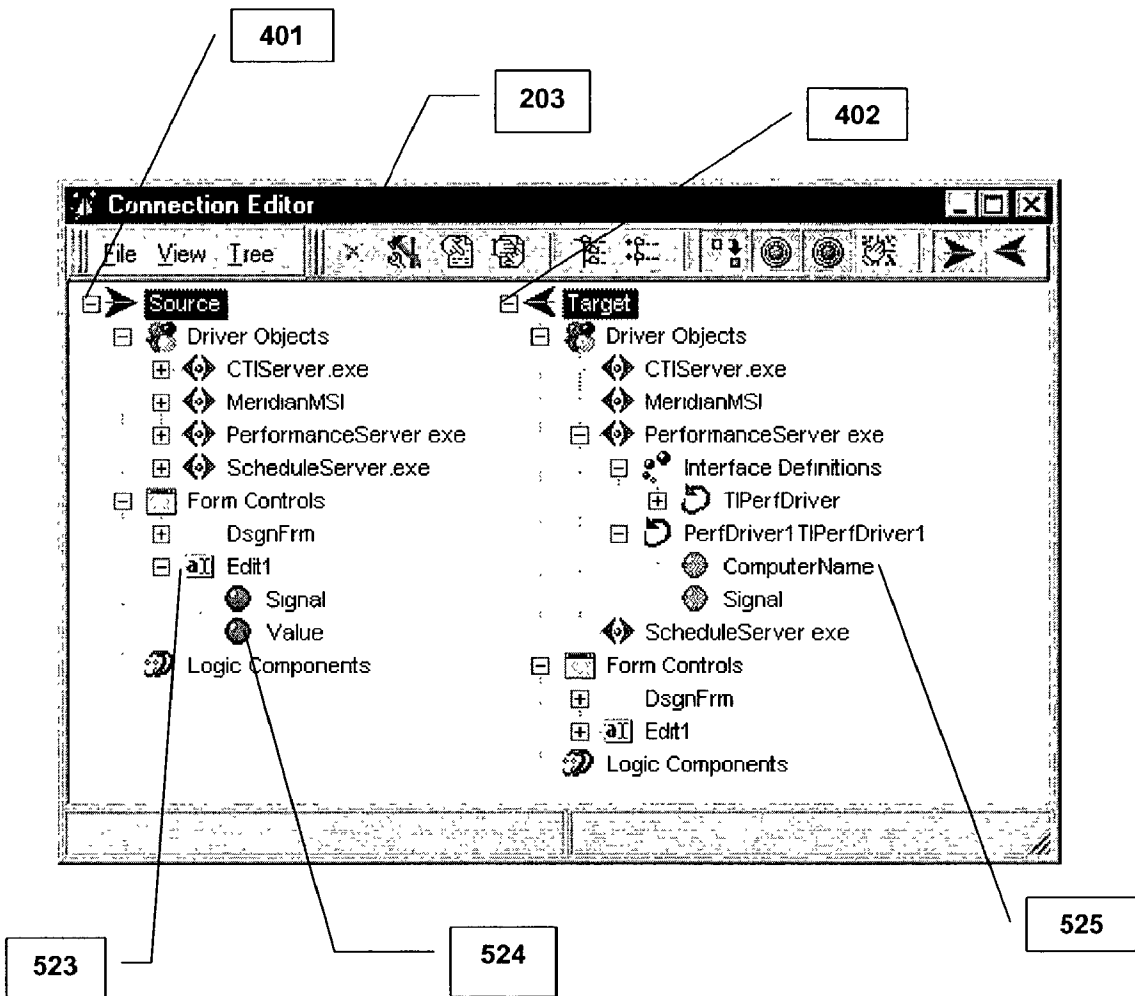 401
203
402
Connection Editor
File View Tree
Source
Driver Objects
CTIServer.exe
MeridianMSI
PerformanceServer exe
ScheduleServer.exe
Form Controls
DsgnFrm
Edit1
Signal
Value
Logic Components
Target
Driver Objects
CTIServer.exe
MeridianMSI
PerformanceServer exe
Interface Definitions
TIPerfDriver
PerfDriver1 TIPerfDriver1
ComputerName
Signal
ScheduleServer exe
Form Controls
DsgnFrm
Edit1
Logic Components
523
524
525